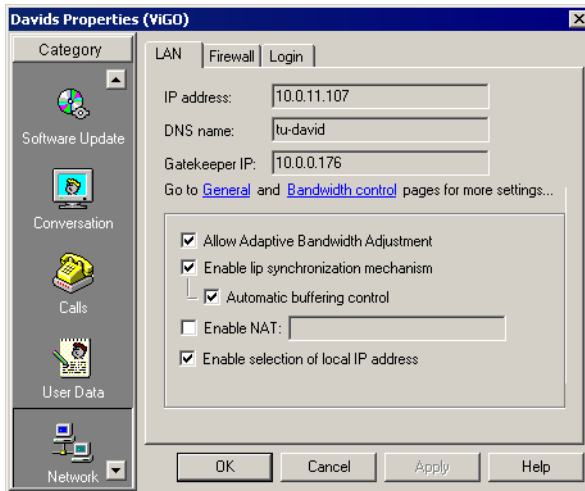 Davids Properties (ViGO)
Category
Software Update
Conversation
Calls
User Data
Network
LAN
Firewall
Login
IP address: 10.0.11.107
DNS name: tu-david
Gatekeeper IP: 10.0.0.176
Go to General and Bandwidth control pages for more settings...
Allow Adaptive Bandwidth Adjustment
Enable lip synchronization mechanism
Automatic buffering control
Enable NAT:
Enable selection of local IP address
OK
Cancel
Apply
Help